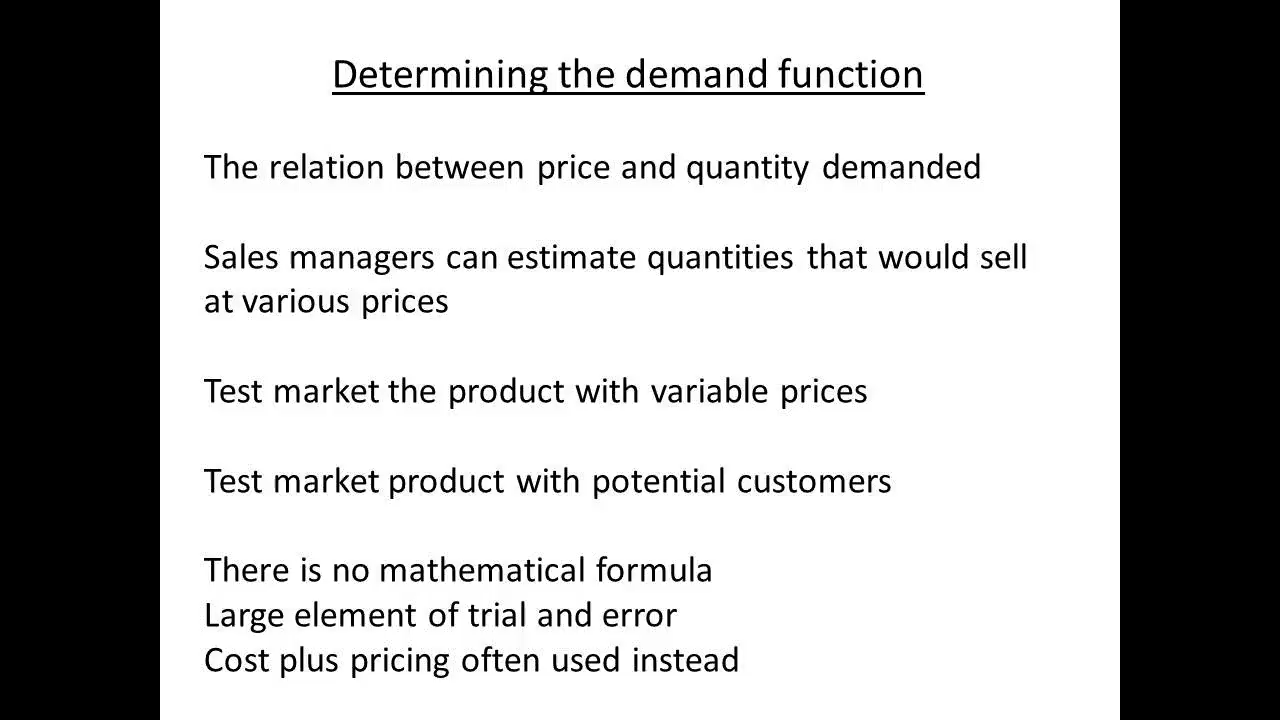 Determining the demand function
The relation between price and quantity demanded
Sales managers can estimate quantities that would sell
at various prices
Test market the product with variable prices
Test market product with potential customers
There is no mathematical formula
Large element of trial and error
Cost plus pricing often used instead